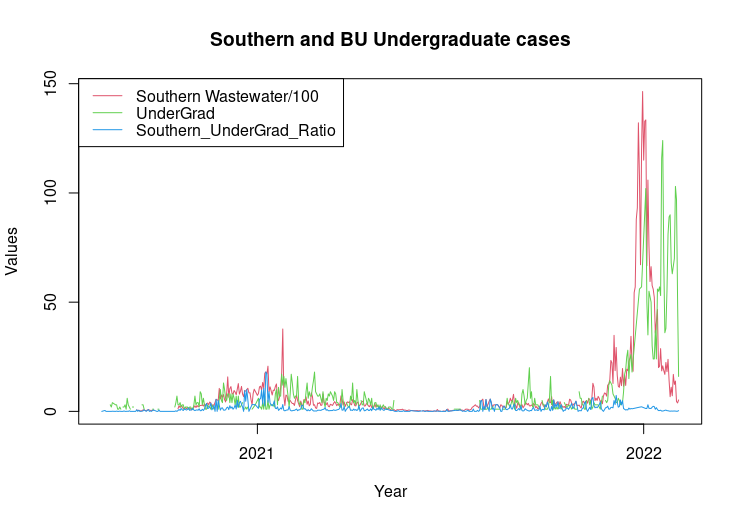 Southern and BU Undergraduate cases
Southern Wastewater/100
UnderGrad
Southern_UnderGrad_Ratio
150
100
50
0
Values
2021
2022
Year